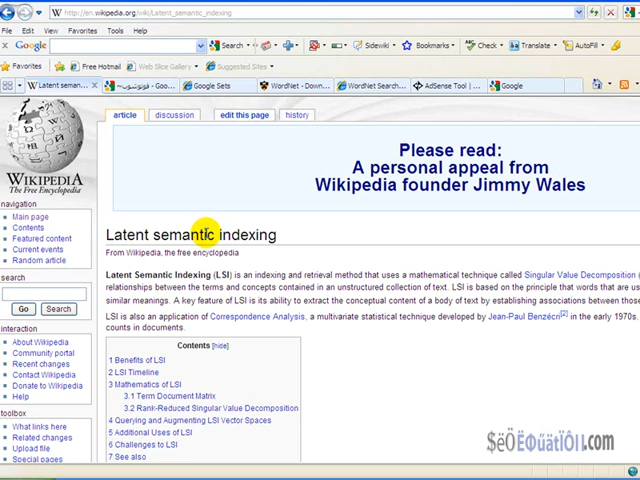 http://en.wikipedia.org/wiki/Latent_semantic_indexing
File Edit View Favorites Tools Help
Google Search Sidewiki Bookmarks Check Translate AutoFill
Favorites Free Hotmail Web Slice Gallery Suggested Sites
Latent seman... فوتوشوب~ - Goo... Google Sets WordNet - Down... WordNet Search... AdSense Tool | ... Google
article discussion edit this page history
Please read:
A personal appeal from
Wikipedia founder Jimmy Wales
WIKIPEDIA
The Free Encyclopedia
navigation
Main page
Contents
Featured content
Current events
Random article
search
Go Search
interaction
About Wikipedia
Community portal
Recent changes
Contact Wikipedia
Donate to Wikipedia
Help
toolbox
What links here
Related changes
Upload file
Special pages
Latent semantic indexing
From Wikipedia, the free encyclopedia
Latent Semantic Indexing (LSI) is an indexing and retrieval method that uses a mathematical technique called Singular Value Decomposition
relationships between the terms and concepts contained in an unstructured collection of text. LSI is based on the principle that words that are us
similar meanings. A key feature of LSI is its ability to extract the conceptual content of a body of text by establishing associations between those
LSI is also an application of Correspondence Analysis, a multivariate statistical technique developed by Jean-Paul Benzécri[2] in the early 1970s.
counts in documents.
Contents [hide]
1 Benefits of LSI
2 LSI Timeline
3 Mathematics of LSI
3.1 Term Document Matrix
3.2 Rank-Reduced Singular Value Decomposition
4 Querying and Augmenting LSI Vector Spaces
5 Additional Uses of LSI
6 Challenges to LSI
7 See also